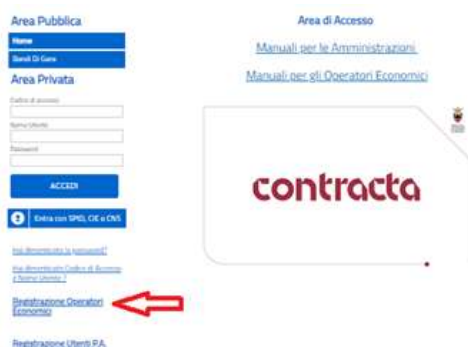 Area Pubblica
Home
Bandi Di Gara
Area Privata
Codice di accesso
Nome Utente
Password
ACCEDI
Entra con SPID, CIE o CNS
Hai dimenticato la password?
Hai dimenticato Codice di Accesso
e Nome Utente ?
Registrazione Operatori
Economici
Registrazione Utenti P.A.
Area di Accesso
Manuali per le Amministrazioni
Manuali per gli Operatori Economici
contracta